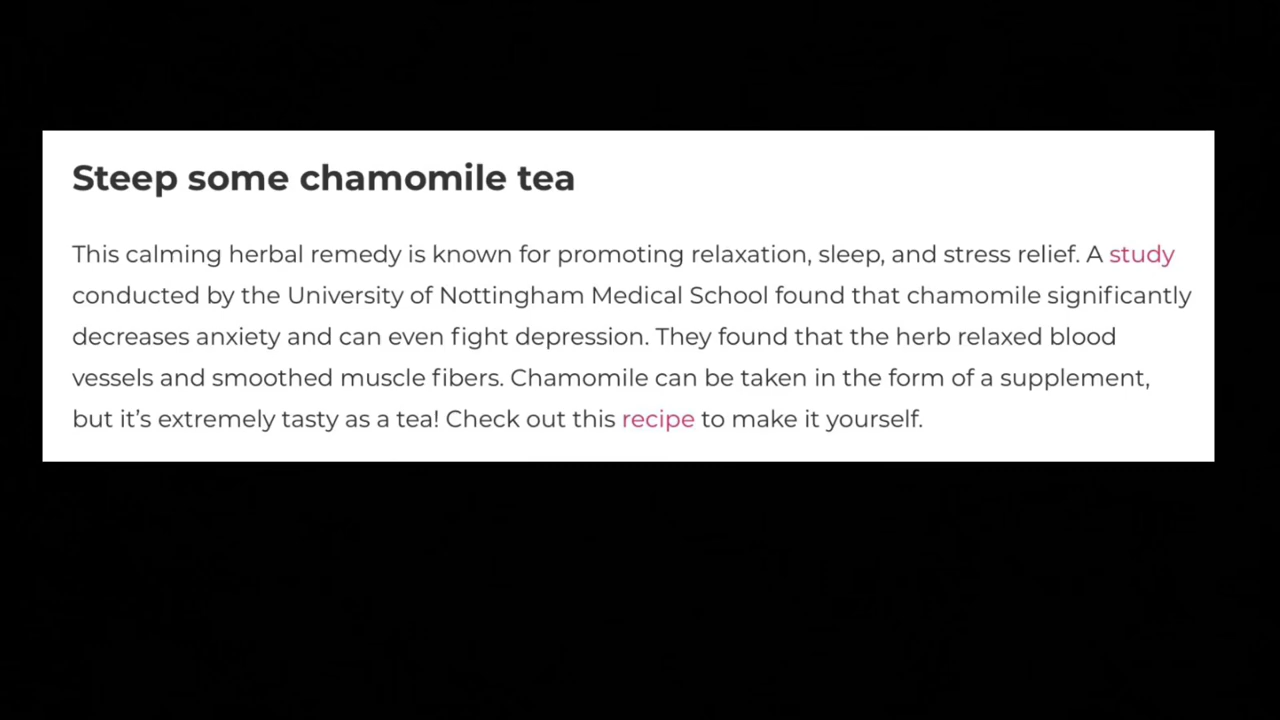 Steep some chamomile tea
This calming herbal remedy is known for promoting relaxation, sleep, and stress relief. A study
conducted by the University of Nottingham Medical School found that chamomile significantly
decreases anxiety and can even fight depression. They found that the herb relaxed blood
vessels and smoothed muscle fibers. Chamomile can be taken in the form of a supplement,
but it’s extremely tasty as a tea! Check out this recipe to make it yourself.